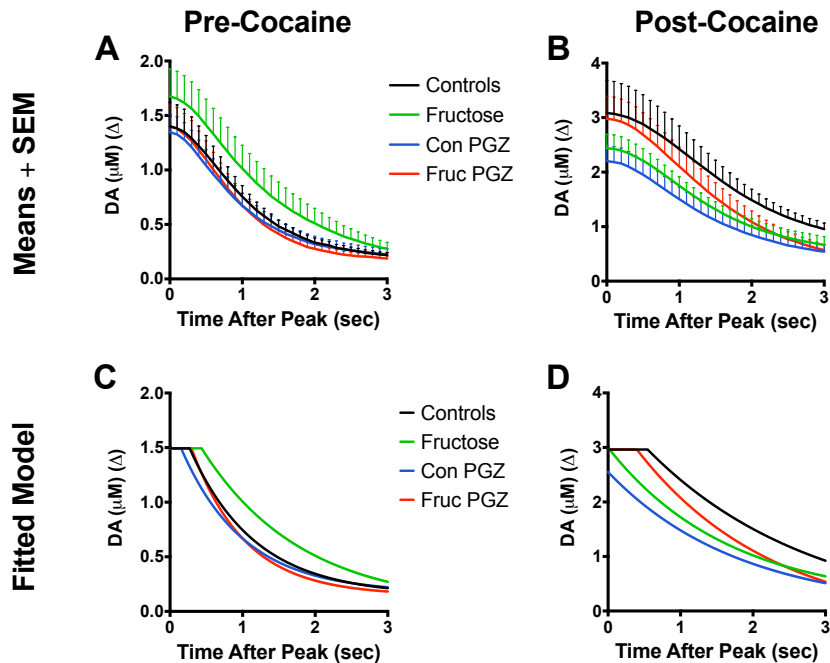 Pre-Cocaine
Post-Cocaine
Means + SEM
A
2.0
1.5
1.0
0.5
0.0
DA (μM) (Δ)
0
1
2
3
Time After Peak (sec)
Controls
Fructose
Con PGZ
Fruc PGZ
B
4
3
2
1
0
DA (μM) (Δ)
0
1
2
3
Time After Peak (sec)
Fitted Model
C
2.0
1.5
1.0
0.5
0.0
DA (μM) (Δ)
0
1
2
3
Time After Peak (sec)
Controls
Fructose
Con PGZ
Fruc PGZ
D
4
3
2
1
0
DA (μM) (Δ)
0
1
2
3
Time After Peak (sec)